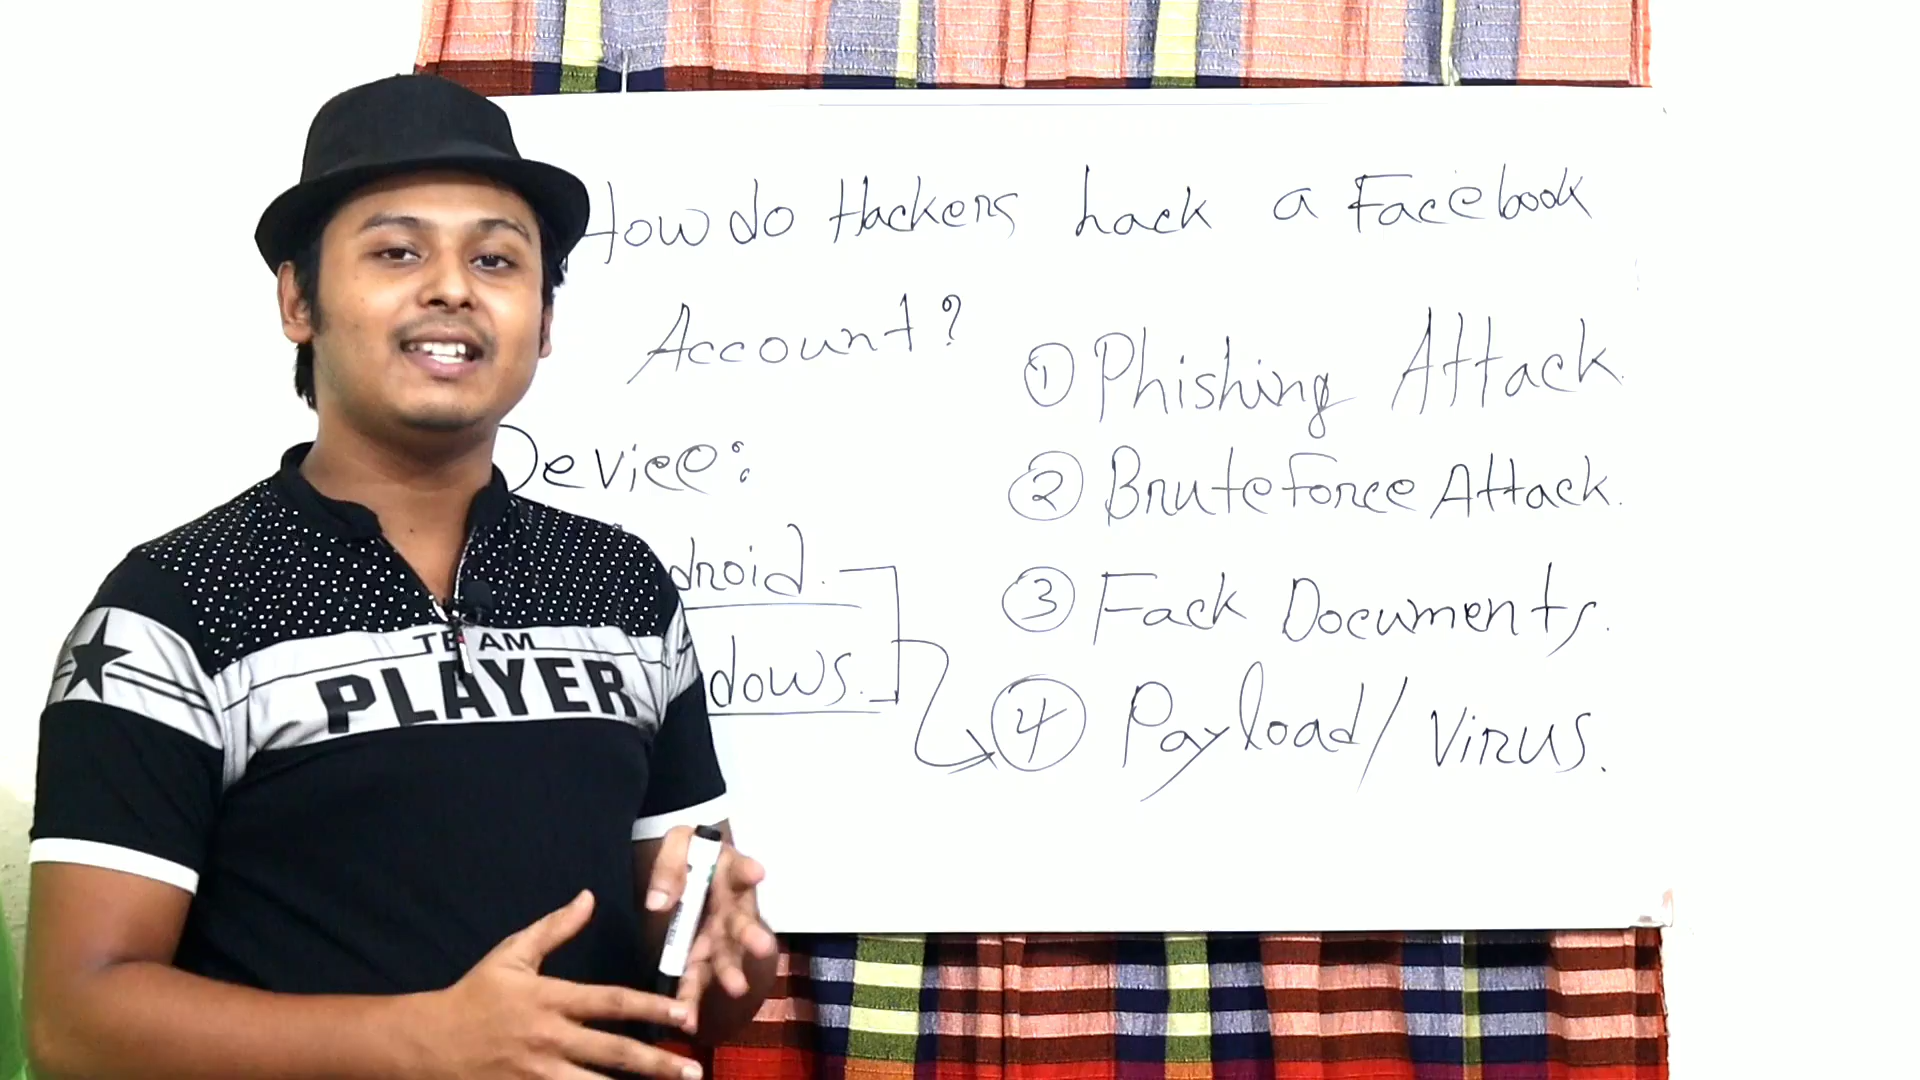 How do Hackers hack a Facebook
Account?
① Phishing Attack.
② Bruteforce Attack.
③ Fack Documents.
④ Payload/Virus.
Device:
droid.
dows.
TEAM
PLAYER